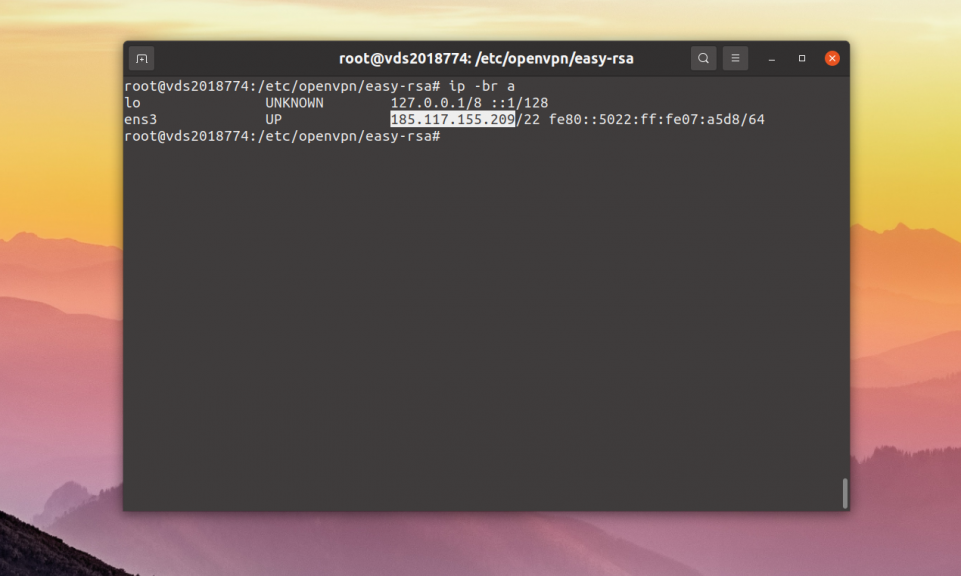 root@vds2018774: /etc/openvpn/easy-rsa
root@vds2018774:/etc/openvpn/easy-rsa# ip -br a
lo               UNKNOWN        127.0.0.1/8 ::1/128
ens3             UP             185.117.155.209/22 fe80::5022:ff:fe07:a5d8/64
root@vds2018774:/etc/openvpn/easy-rsa#